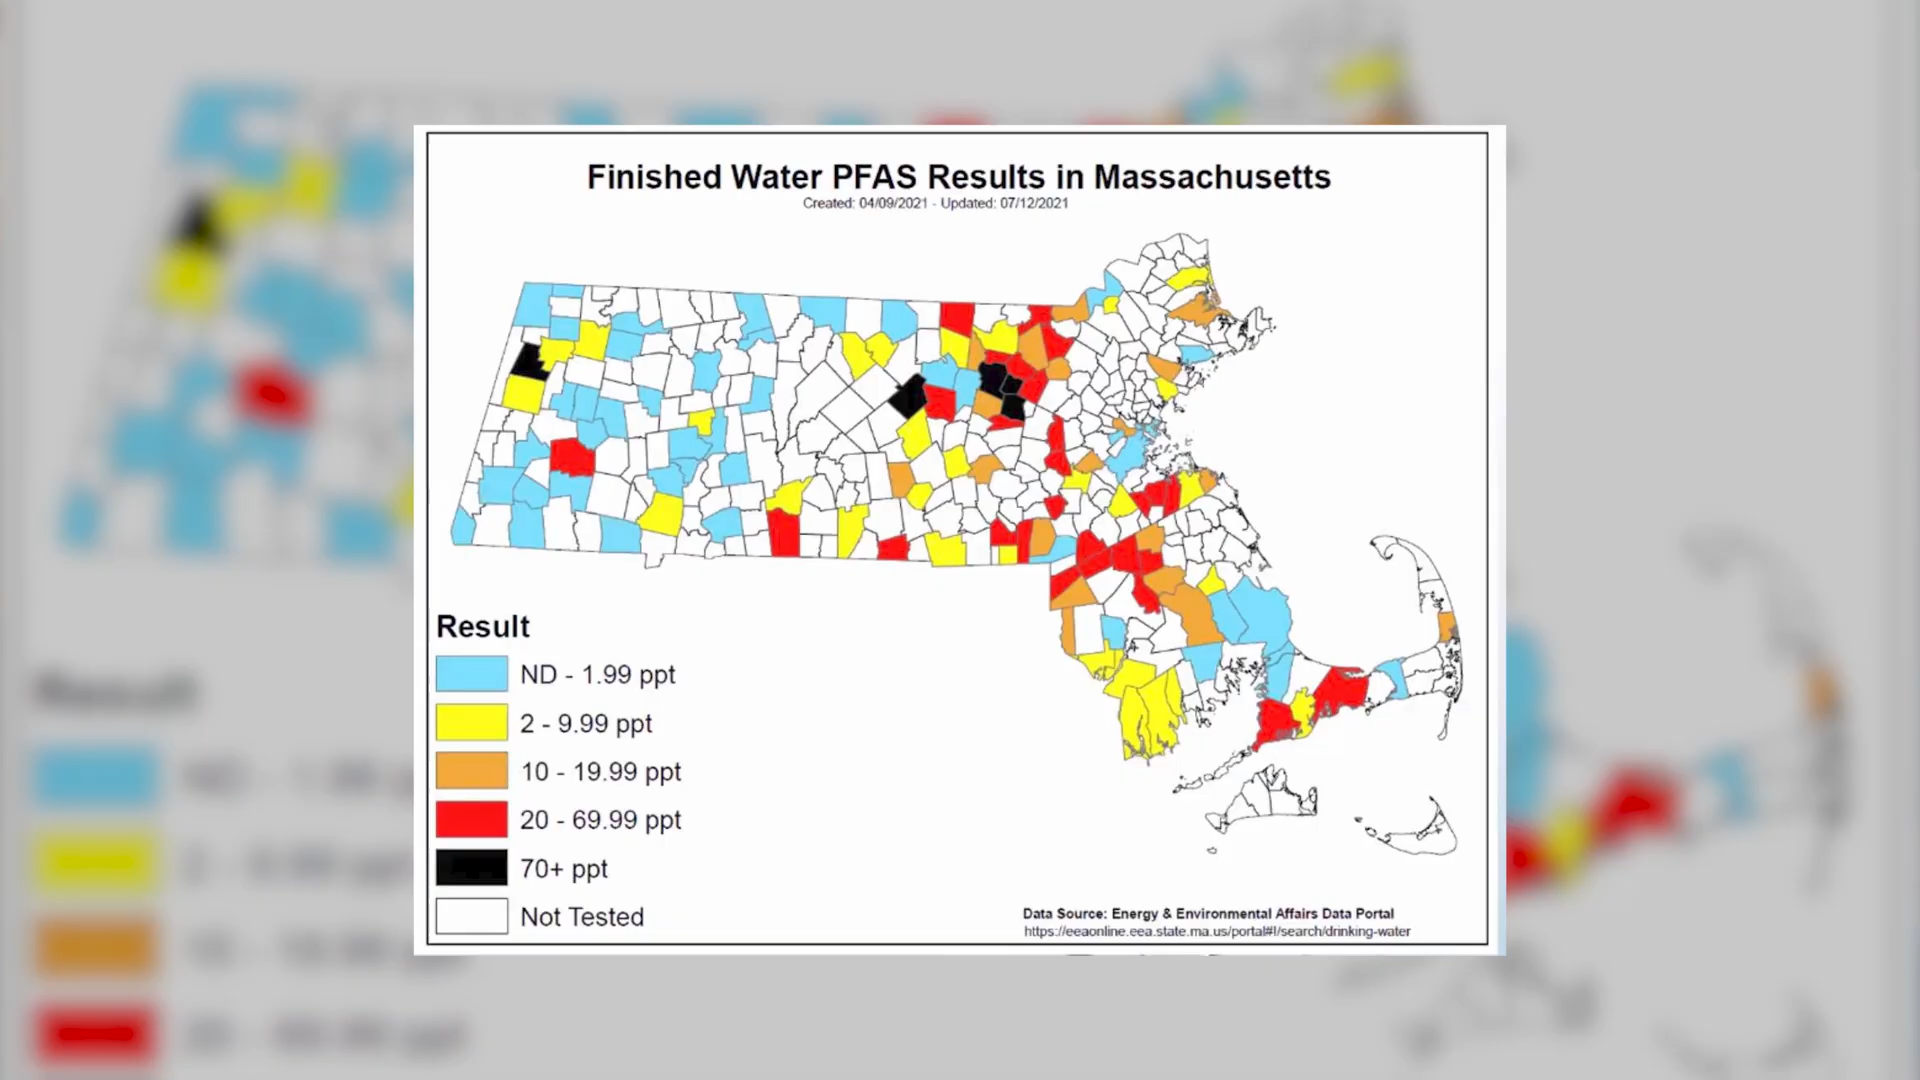 Finished Water PFAS Results in Massachusetts
Created: 04/09/2021 - Updated: 07/12/2021
Result
ND - 1.99 ppt
2 - 9.99 ppt
10 - 19.99 ppt
20 - 69.99 ppt
70+ ppt
Not Tested
Data Source: Energy & Environmental Affairs Data Portal
https://eeaonline.eea.state.ma.us/portal#!/search/drinking-water